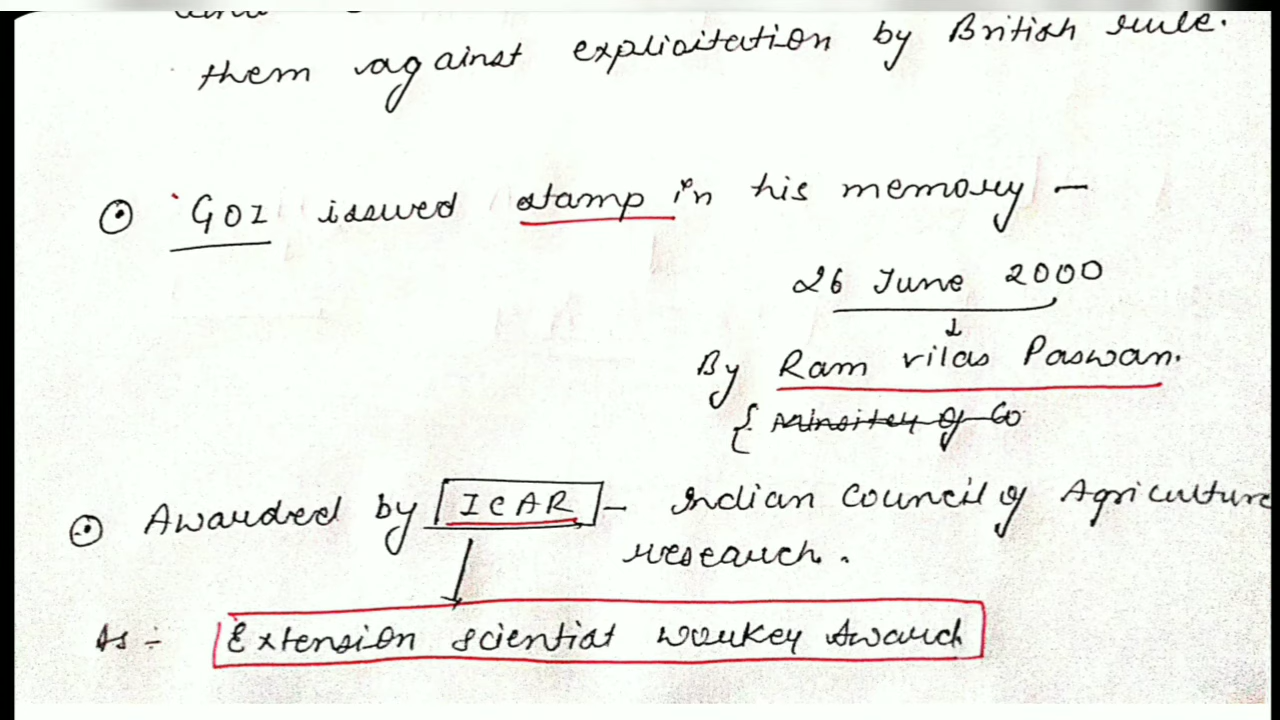 them against explioitation by British rule.
GOI issued stamp in his memory —
26 June 2000
By Ram vilas Paswan.
Awarded by ICAR - Indian Council of Agriculture
research.
As :- Extension scientist worker Award